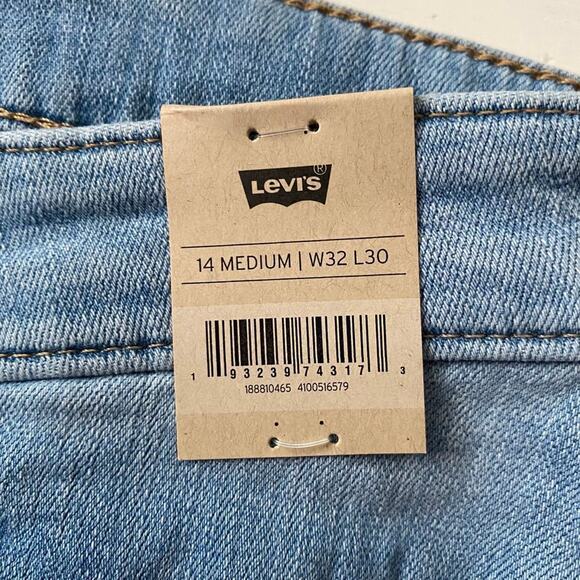 LEVI'S®
14 MEDIUM | W32 L30
1 93239 74317 3
188810465 4100516579